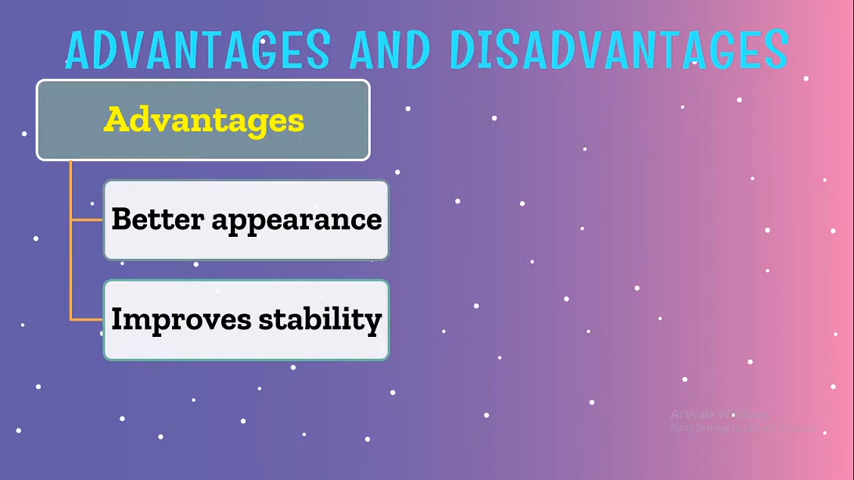 ADVANTAGES AND DISADVANTAGES
Advantages
Better appearance
Improves stability
Activate Windows